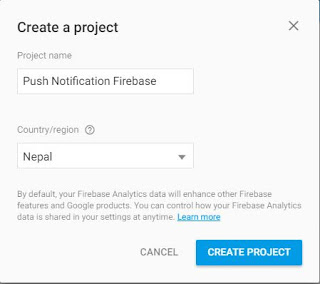 Create a project
Project name
Push Notification Firebase
Country/region
Nepal
By default, your Firebase Analytics data will enhance other Firebase
features and Google products. You can control how your Firebase Analytics
data is shared in your settings at anytime. Learn more
CANCEL CREATE PROJECT